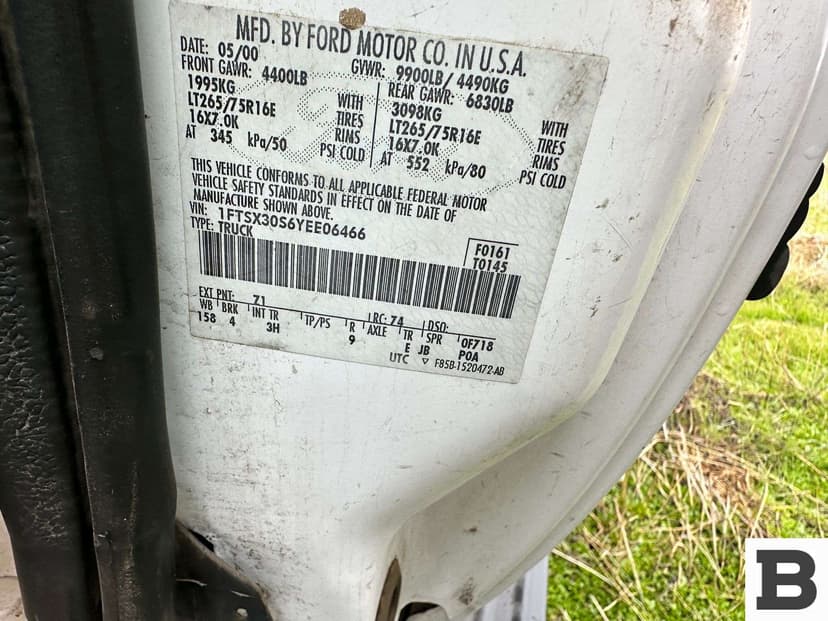 MFD. BY FORD MOTOR CO. IN U.S.A.
DATE: 05/00 GVWR: 9900LB/ 4490KG
FRONT GAWR: 4400LB REAR GAWR: 6830LB
1995KG WITH 3098KG WITH
LT265/75R16E TIRES LT265/75R16E TIRES
16X7.0K RIMS 16X7.0K RIMS
AT 345 kPa/50 PSI COLD AT 552 kPa/80 PSI COLD
THIS VEHICLE CONFORMS TO ALL APPLICABLE FEDERAL MOTOR
VEHICLE SAFETY STANDARDS IN EFFECT ON THE DATE OF
MANUFACTURE SHOWN ABOVE.
VIN: 1FTSX30S6YEE06466
TYPE: TRUCK
F0161
T0145
EXT PNT: 71 RC: 74 DSO:
WB BRK INT TR TP/PS R AXLE TR SPR 0F718
158 4 3H 9 E JB POA
UTC ▽ F85B-1520472-AB
B